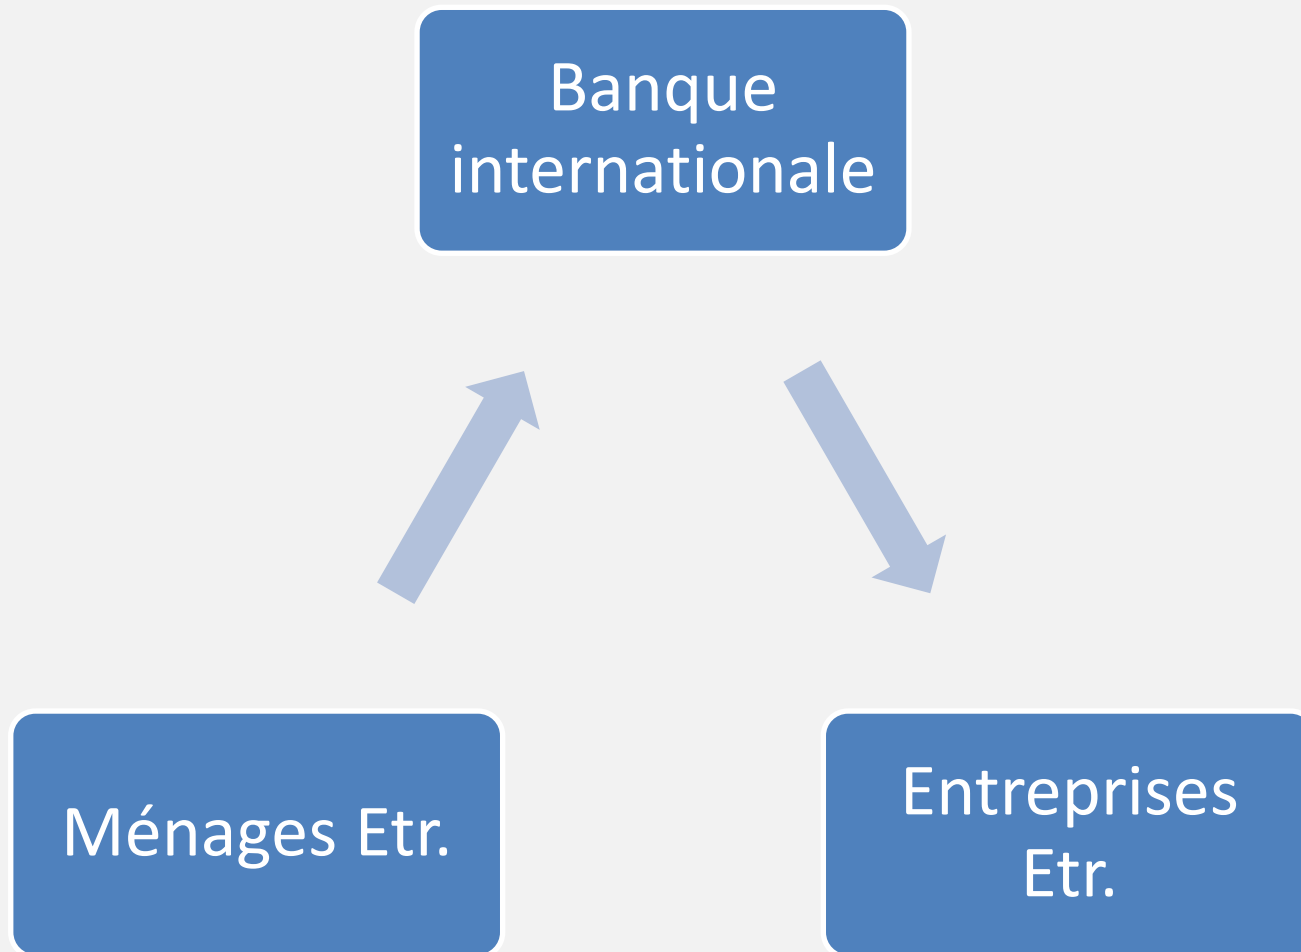 Banque
internationale
Ménages Etr.
Entreprises
Etr.